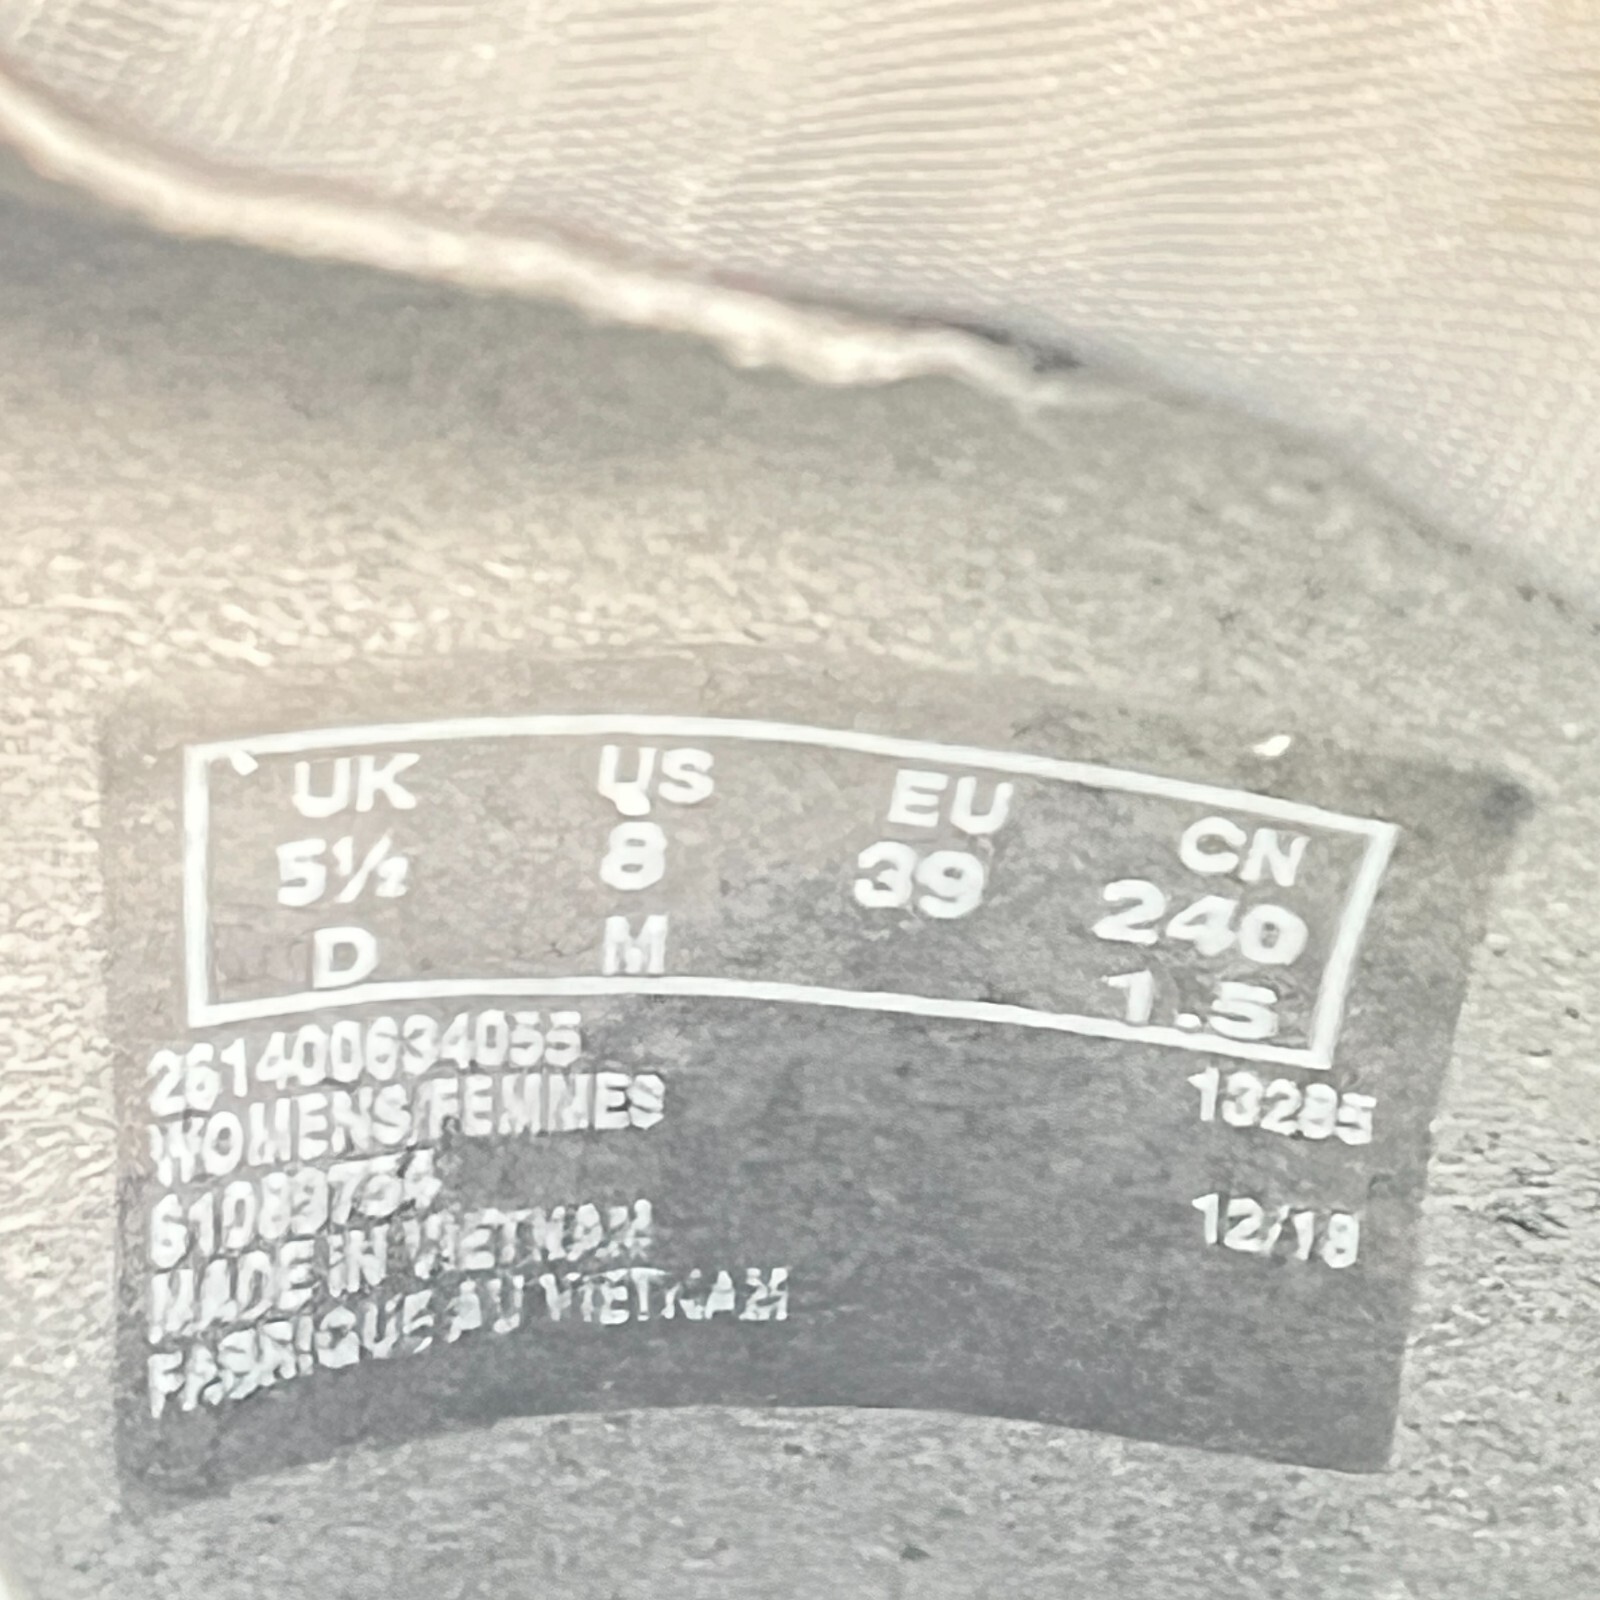 UK US EU CN
5½ 8 39 240
D M 1.5
261400634055
WOMENS/FEMMES 13285
61089754
MADE IN VIETNAM 12/18
FABRIQUE AU VIETNAM